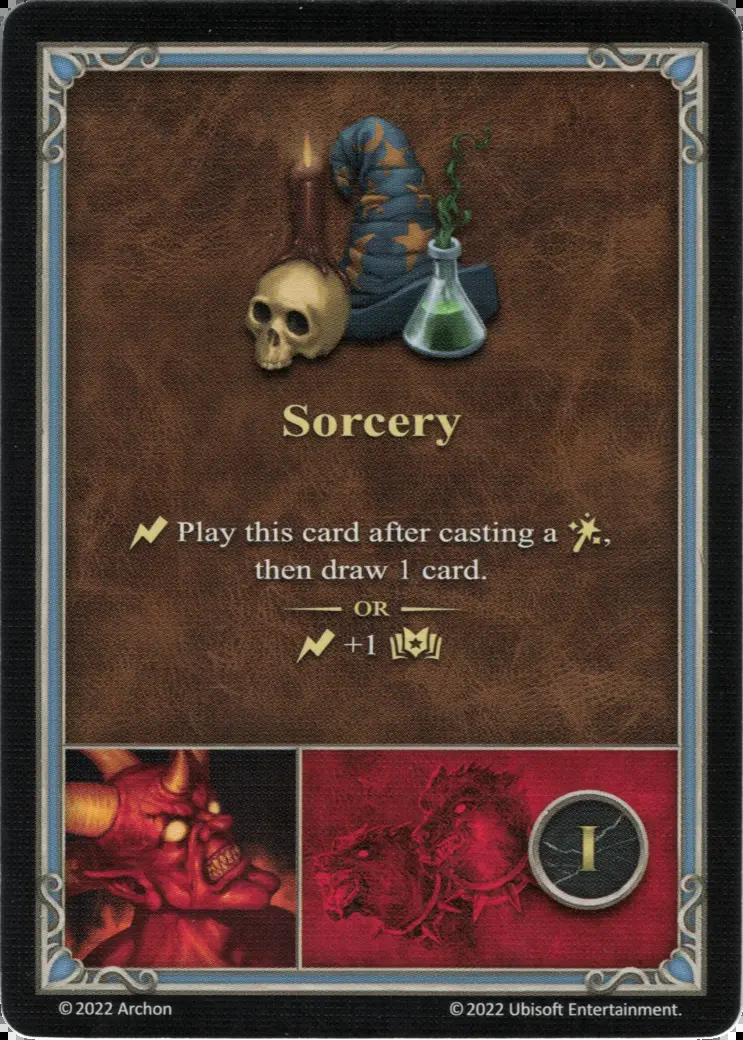 Sorcery
Play this card after casting a ,
then draw 1 card.
OR
+1
I
© 2022 Archon
© 2022 Ubisoft Entertainment.